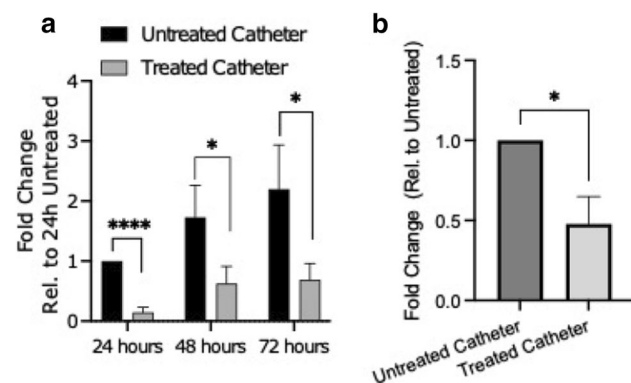 a
Untreated Catheter
Treated Catheter
Fold Change
Rel. to 24h Untreated
4
3
2
1
0
****
*
*
24 hours
48 hours
72 hours
b
Fold Change (Rel. to Untreated)
1.5
1.0
0.5
0.0
*
Untreated Catheter
Treated Catheter